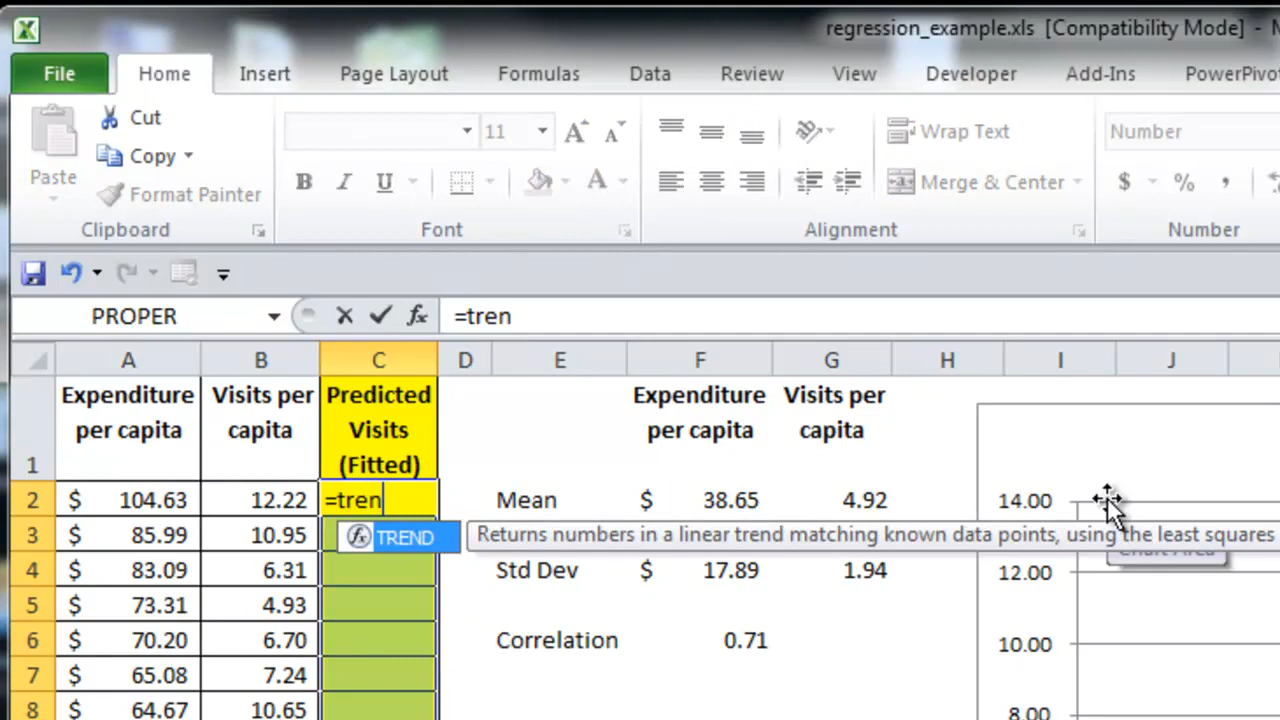 regression_example.xls [Compatibility Mode] -
File Home Insert Page Layout Formulas Data Review View Developer Add-Ins PowerPivot
Cut
Copy
Paste
Format Painter
11
Wrap Text
Merge & Center
Number
$ % ,
Clipboard Font Alignment Number
PROPER fx =tren
A B C D E F G H I J
1 Expenditure per capita Visits per capita Predicted Visits (Fitted) Expenditure per capita Visits per capita
2 $ 104.63 12.22 =tren Mean $ 38.65 4.92 14.00
TREND Returns numbers in a linear trend matching known data points, using the least squares
3 $ 85.99 10.95
4 $ 83.09 6.31 Std Dev $ 17.89 1.94 12.00
5 $ 73.31 4.93
6 $ 70.20 6.70 Correlation 0.71 10.00
7 $ 65.08 7.24
8 $ 64.67 10.65 8.00